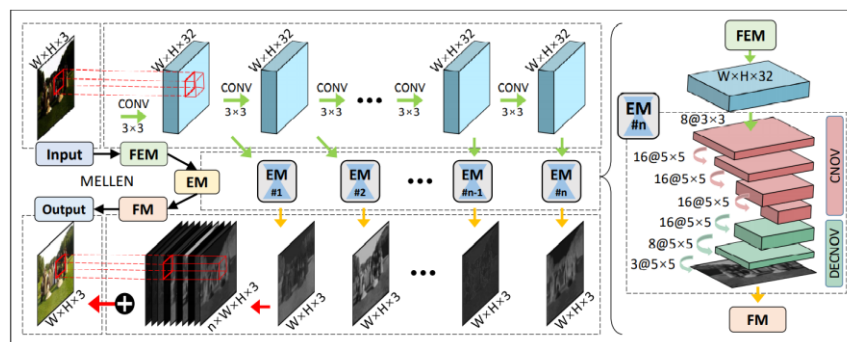 W×H×3
W×H×32
W×H×32
W×H×32
W×H×32
CONV
3×3
CONV
3×3
CONV
3×3
CONV
3×3
CONV
3×3
Input
FEM
MELLEN
EM
Output
FM
EM
#1
EM
#2
EM
#n-1
EM
#n
W×H×3
n×W×H×3
W×H×3
W×H×3
W×H×3
W×H×3
FEM
W×H×32
EM
#n
8@3×3
16@5×5
16@5×5
16@5×5
16@5×5
8@5×5
3@5×5
CNOV
DECNOV
FM